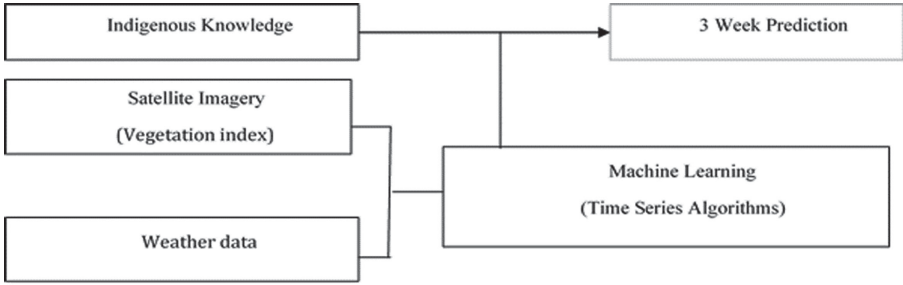 Indigenous Knowledge
3 Week Prediction
Satellite Imagery
(Vegetation index)
Machine Learning
(Time Series Algorithms)
Weather data